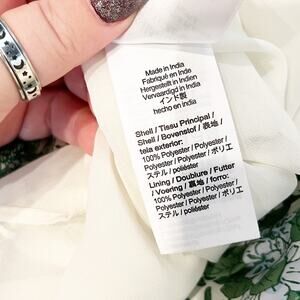 Made in India
Fabriqué en Inde
Hergestellt in Indien
Vervaardigd in India
インド製
hecho en India
Shell / Tissu Principal /
Shell / Bovenstof / 表地 /
tela exterior:
100% Polyester / Polyester /
Polyester / Polyester / ポリエ
ステル / poliéster
Lining / Doublure / Futter
/ Voering / 裏地 / forro:
100% Polyester / Polyester /
Polyester / Polyester / ポリエ
ステル / poliéster